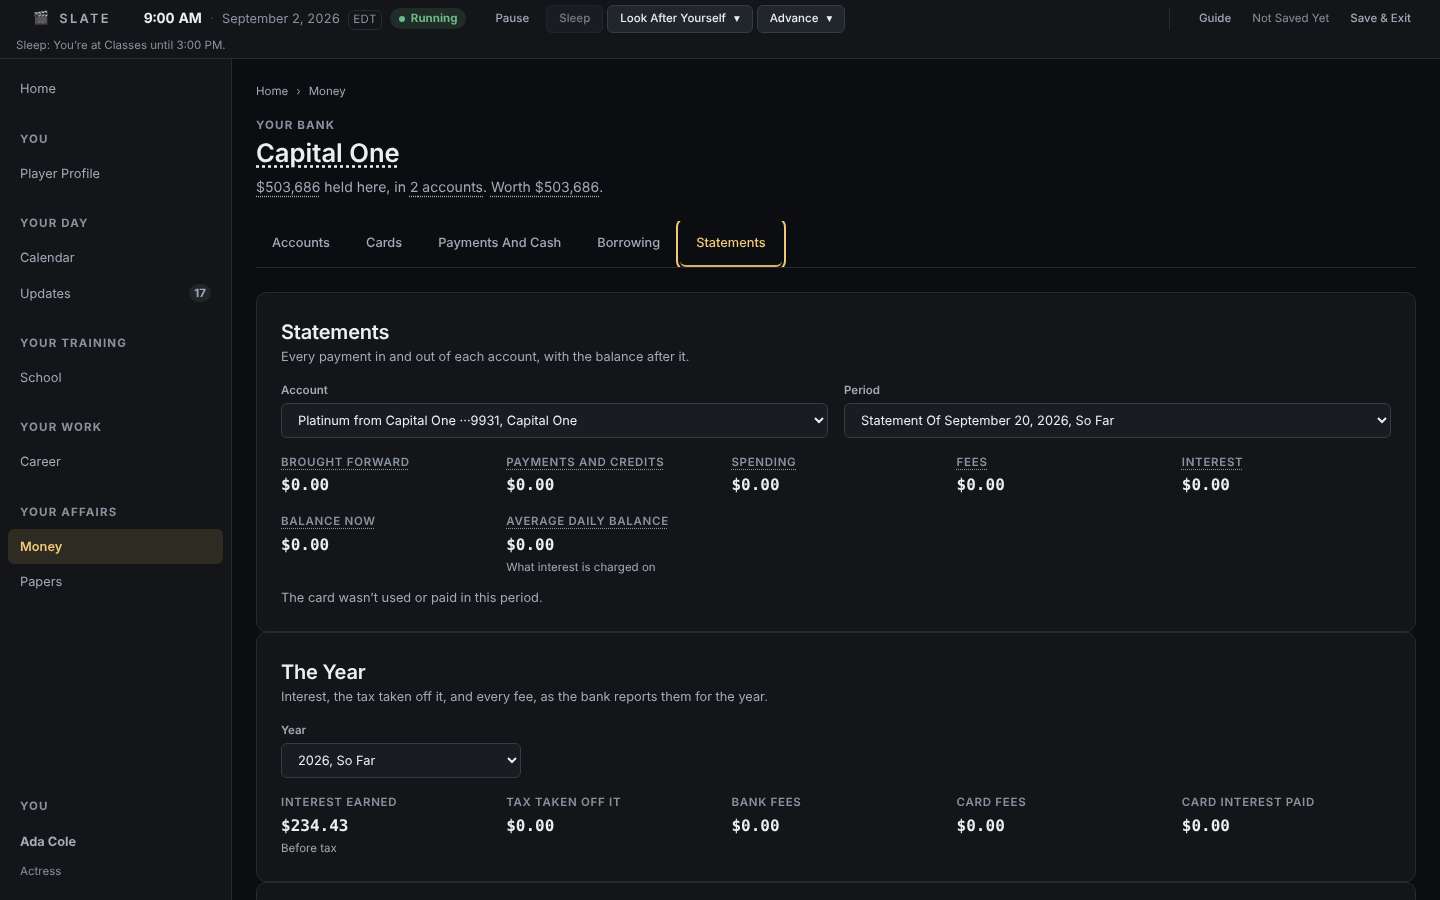 SLATE
9:00 AM · September 2, 2026 EDT
Running
Pause
Sleep
Look After Yourself ▾
Advance ▾
Guide
Not Saved Yet
Save & Exit
Sleep: You're at Classes until 3:00 PM.
Home
YOU
Player Profile
YOUR DAY
Calendar
Updates 17
YOUR TRAINING
School
YOUR WORK
Career
YOUR AFFAIRS
Money
Papers
YOU
Ada Cole
Actress
Home › Money
YOUR BANK
Capital One
$503,686 held here, in 2 accounts. Worth $503,686.
Accounts
Cards
Payments And Cash
Borrowing
Statements
Statements
Every payment in and out of each account, with the balance after it.
Account
Platinum from Capital One ···9931, Capital One
Period
Statement Of September 20, 2026, So Far
BROUGHT FORWARD
$0.00
PAYMENTS AND CREDITS
$0.00
SPENDING
$0.00
FEES
$0.00
INTEREST
$0.00
BALANCE NOW
$0.00
AVERAGE DAILY BALANCE
$0.00
What interest is charged on
The card wasn't used or paid in this period.
The Year
Interest, the tax taken off it, and every fee, as the bank reports them for the year.
Year
2026, So Far
INTEREST EARNED
$234.43
Before tax
TAX TAKEN OFF IT
$0.00
BANK FEES
$0.00
CARD FEES
$0.00
CARD INTEREST PAID
$0.00